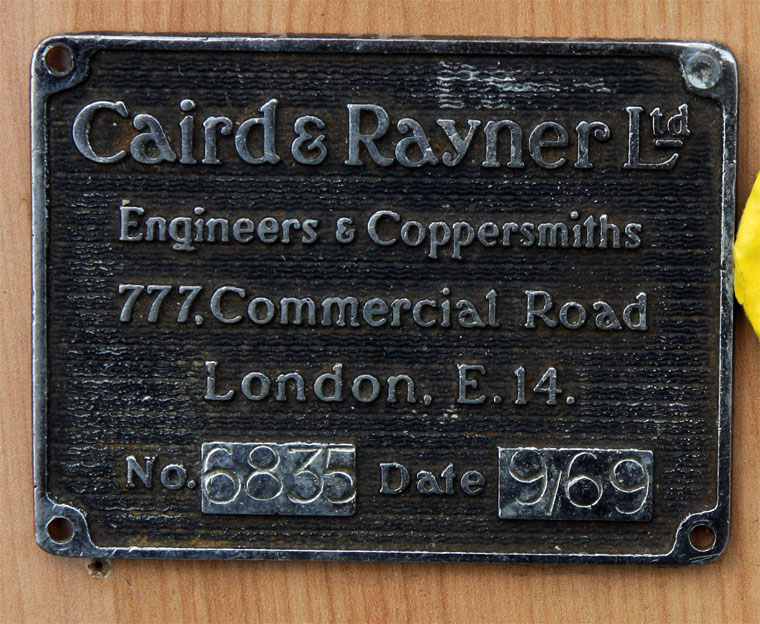 Caird & Rayner Ltd
Engineers & Coppersmiths
777, Commercial Road
London, E.14.
No. 6835 Date 9/69